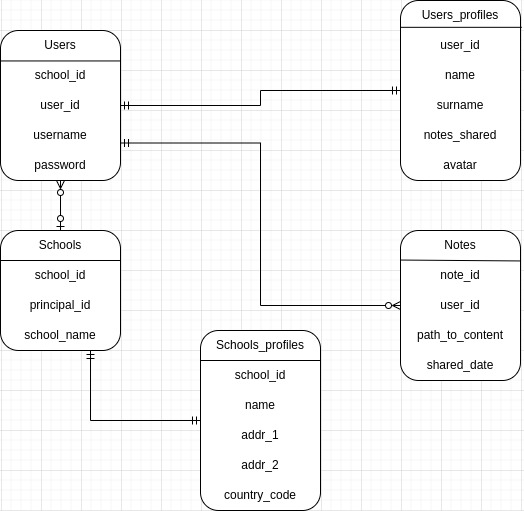 Users_profiles
user_id
name
surname
notes_shared
avatar
Users
school_id
user_id
username
password
Schools
school_id
principal_id
school_name
Notes
note_id
user_id
path_to_content
shared_date
Schools_profiles
school_id
name
addr_1
addr_2
country_code